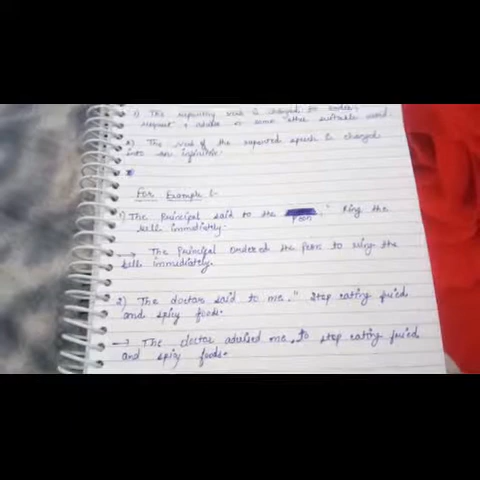 1) The reporting verb is changed to order,
request, advise or some other suitable word.
2) The verb of the reported speech is changed
into an infinitive.
For Example :-
1) The Principal said to the Peon, " Ring the
bell immediatly.
→ The Principal ordered the peon to ring the
bell immediately.
2) The doctor said to me, " Stop eating fried
and spicy foods.
→ The doctor advised me to stop eating fried
and spicy foods.